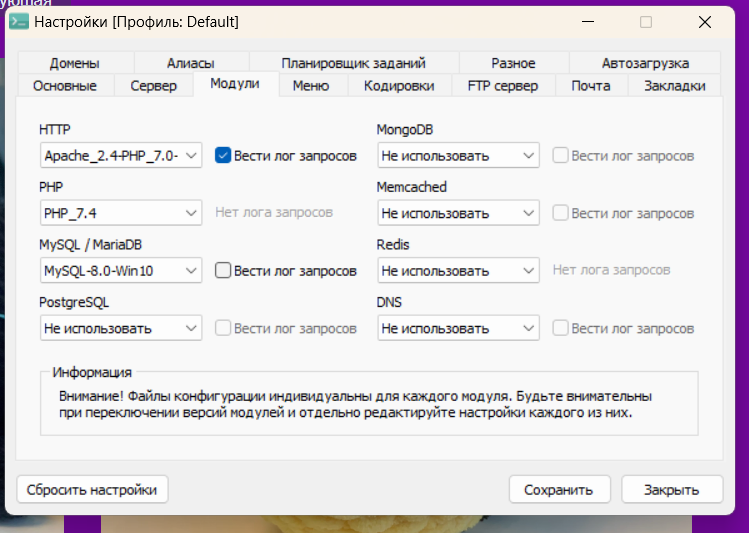 ующая
Настройки [Профиль: Default]
Домены Алиасы Планировщик заданий Разное Автозагрузка
Основные Сервер Модули Меню Кодировки FTP сервер Почта Закладки
HTTP
Apache_2.4-PHP_7.0- Вести лог запросов
PHP
PHP_7.4 Нет лога запросов
MySQL / MariaDB
MySQL-8.0-Win10 Вести лог запросов
PostgreSQL
Не использовать Вести лог запросов
MongoDB
Не использовать Вести лог запросов
Memcached
Не использовать Вести лог запросов
Redis
Не использовать Нет лога запросов
DNS
Не использовать Вести лог запросов
Информация
Внимание! Файлы конфигурации индивидуальны для каждого модуля. Будьте внимательны
при переключении версий модулей и отдельно редактируйте настройки каждого из них.
Сбросить настройки Сохранить Закрыть